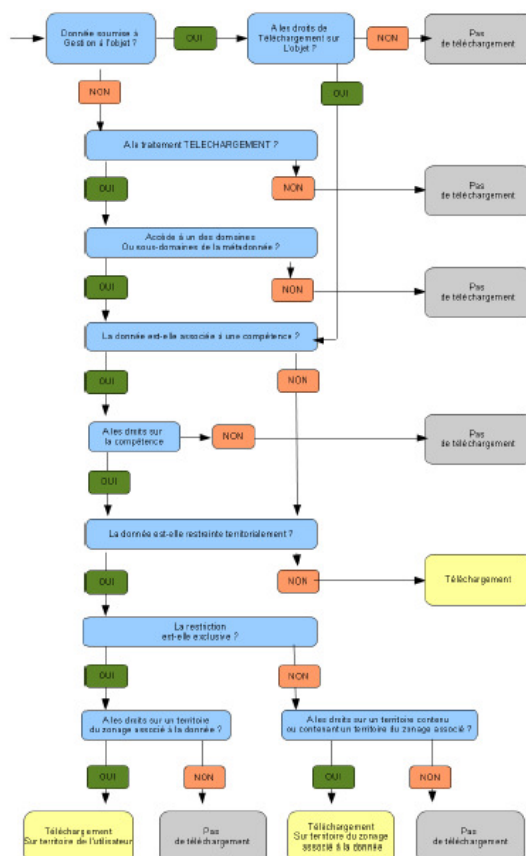 Donnée soumise à
Gestion à l'objet ?
OUI
A les droits de
Téléchargement sur
L'objet ?
NON
Pas
de téléchargement
NON
OUI
A la traitement TELECHARGEMENT ?
OUI
NON
Pas
de téléchargement
Accède à un des domaines
Ou sous-domaines de la métadonnée ?
OUI
NON
Pas
de téléchargement
La donnée est-elle associée à une compétence ?
OUI
NON
A les droits sur
la compétence
NON
Pas
de téléchargement
OUI
La donnée est-elle restreinte territorialement ?
OUI
NON
Téléchargement
La restriction
est-elle exclusive ?
OUI
NON
A les droits sur un territoire
du zonage associé à la donnée ?
A les droits sur un territoire contenu
ou contenant un territoire du zonage associé ?
OUI
NON
OUI
NON
Téléchargement
Sur territoire de l'utilisateur
Pas
de téléchargement
Téléchargement
Sur territoire du zonage
associé à la donnée
Pas
de téléchargement